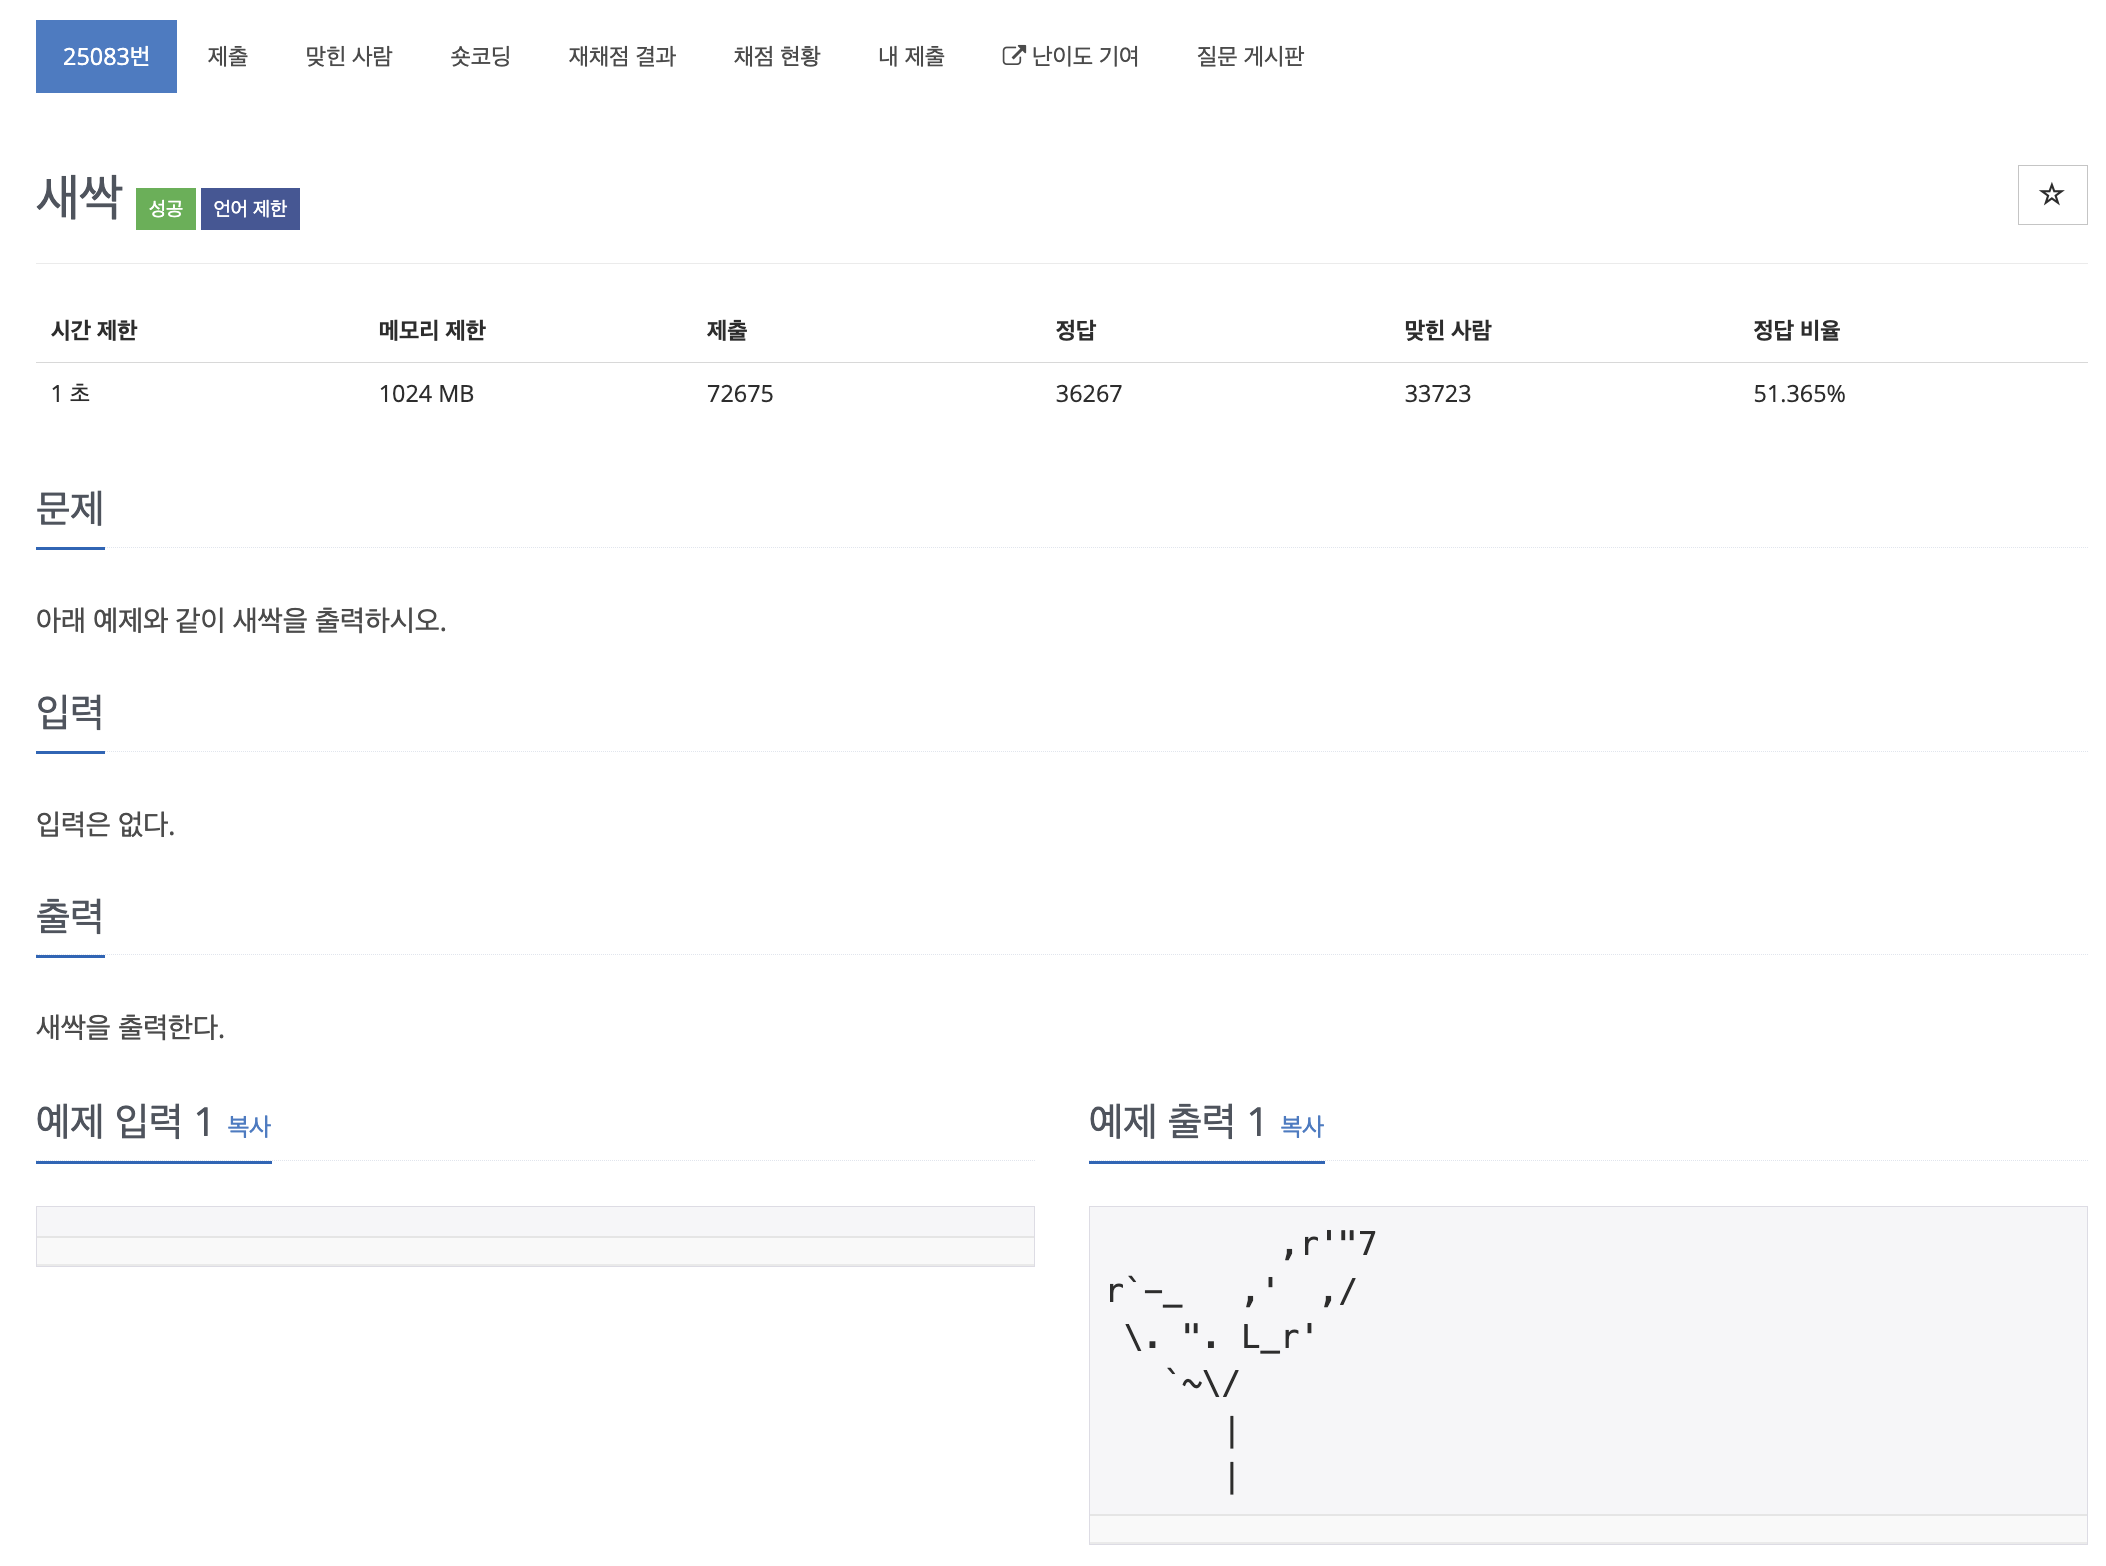 25083번 제출 맞힌 사람 숏코딩 재채점 결과 채점 현황 내 제출 난이도 기여 질문 게시판
새싹 성공 언어 제한
시간 제한 메모리 제한 제출 정답 맞힌 사람 정답 비율
1 초 1024 MB 72675 36267 33723 51.365%
문제
아래 예제와 같이 새싹을 출력하시오.
입력
입력은 없다.
출력
새싹을 출력한다.
예제 입력 1 복사
예제 출력 1 복사
         ,r'"7
r`-_   ,'  ,/
 \. ". L_r'
   `~\/
      |
      |